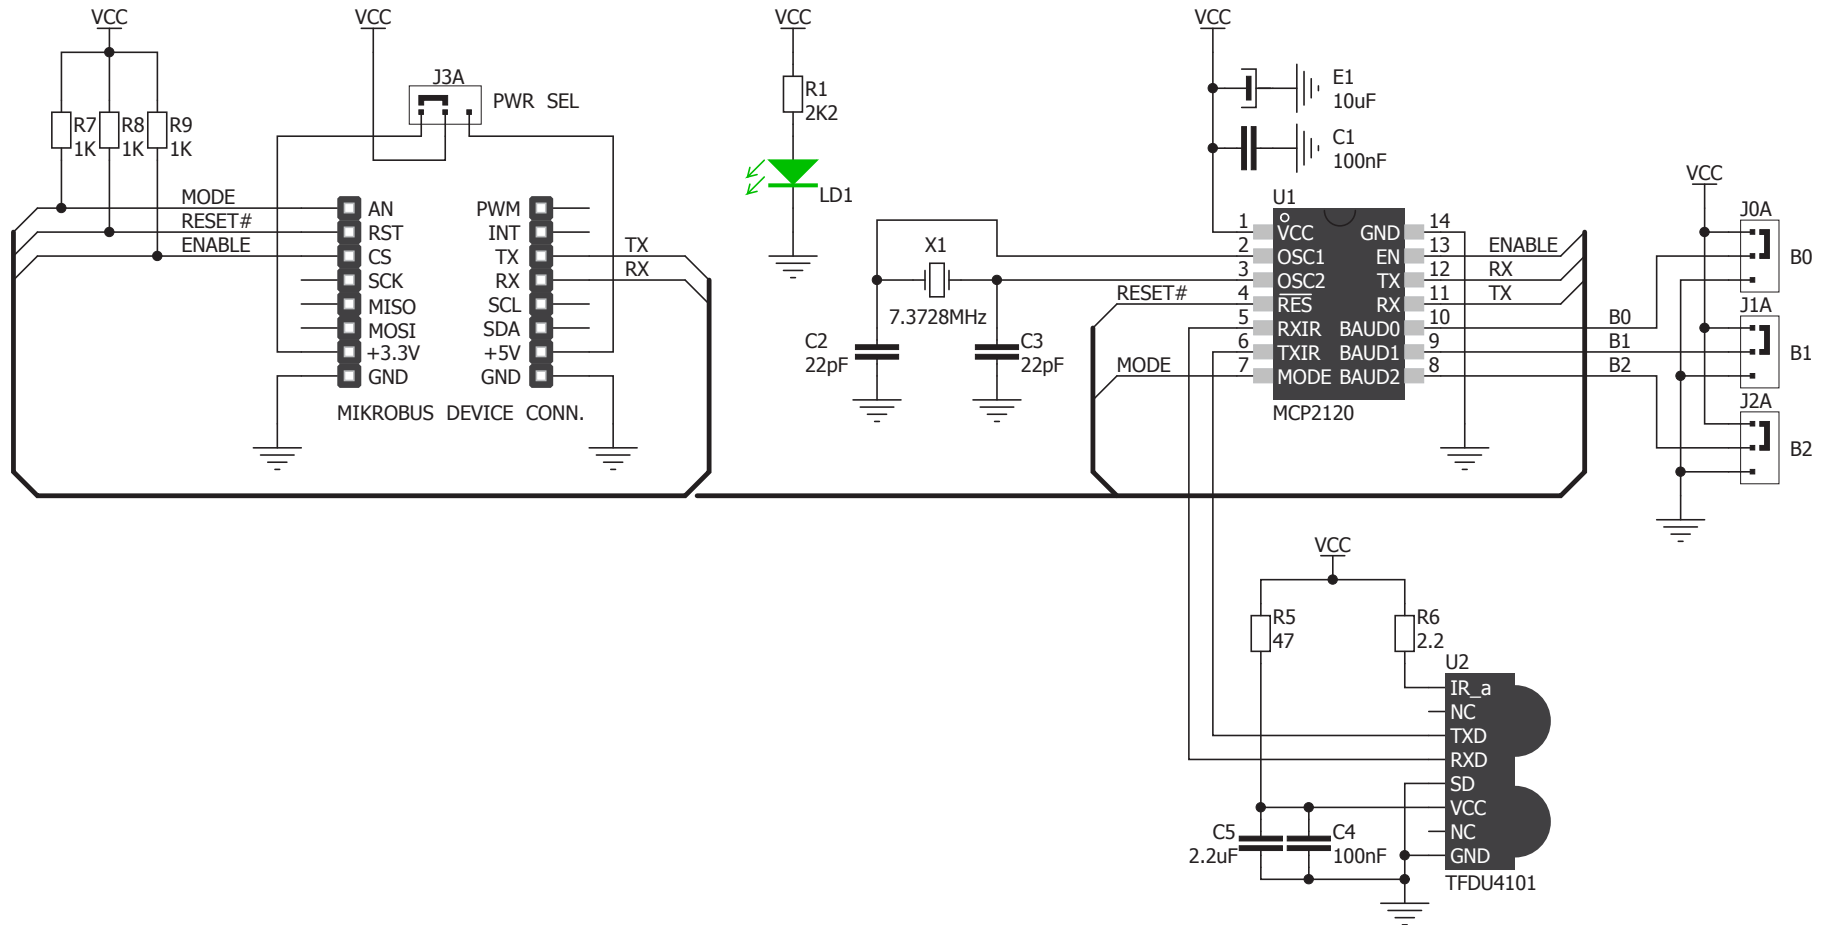 VCC
R7
1K
R8
1K
R9
1K
MODE
RESET#
ENABLE
VCC
J3A
PWR SEL
AN
RST
CS
SCK
MISO
MOSI
+3.3V
GND
PWM
INT
TX
RX
SCL
SDA
+5V
GND
TX
RX
MIKROBUS DEVICE CONN.
VCC
R1
2K2
LD1
VCC
E1
10uF
C1
100nF
X1
7.3728MHz
C2
22pF
C3
22pF
RESET#
MODE
U1
1 VCC
2 OSC1
3 OSC2
4 RES
5 RXIR
6 TXIR
7 MODE
GND 14
EN 13
TX 12
RX 11
BAUD0 10
BAUD1 9
BAUD2 8
MCP2120
ENABLE
RX
TX
B0
B1
B2
VCC
J0A
B0
J1A
B1
J2A
B2
VCC
R5
47
R6
2.2
U2
IR_a
NC
TXD
RXD
SD
VCC
NC
GND
TFDU4101
C5
2.2uF
C4
100nF